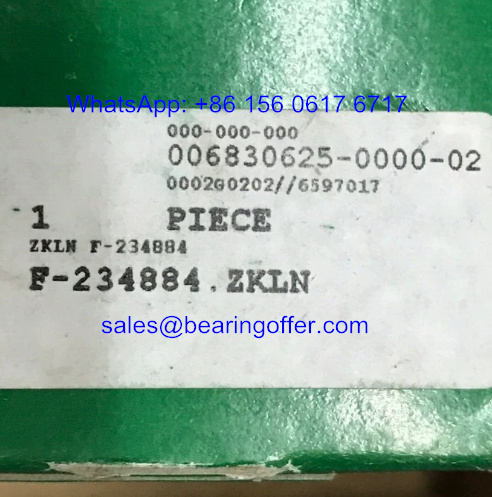 WhatsApp: +86 156 0617 6717
000-000-000
006830625-0000-02
0002G0202//6597017
1 PIECE
ZKLN F-234884
F-234884.ZKLN
sales@bearingoffer.com